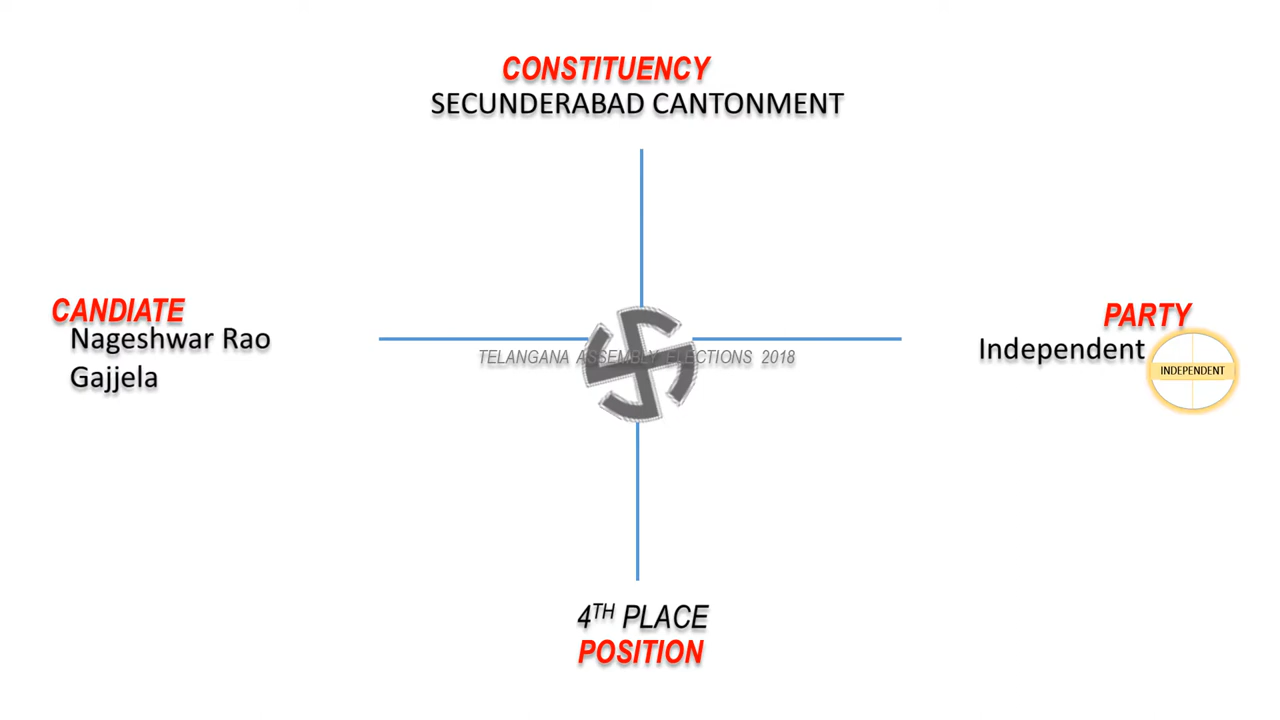 CONSTITUENCY
SECUNDERABAD CANTONMENT
CANDIATE
Nageshwar Rao
Gajjela
TELANGANA ASSEMBLY ELECTIONS 2018
PARTY
Independent
INDEPENDENT
4TH PLACE
POSITION